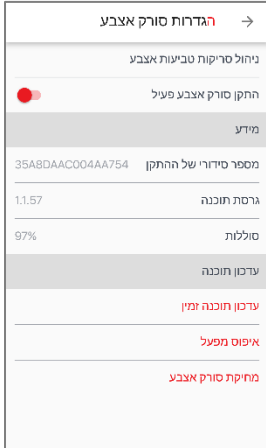 הגדרות סורק אצבע
ניהול סריקות טביעות אצבע
התקן סורק אצבע פעיל
מידע
מספר סידורי של ההתקן 35A8DAAC004AA754
גרסת תוכנה 1.1.57
סוללות 97%
עדכון תוכנה
עדכון תוכנה זמין
איפוס מפעל
מחיקת סורק אצבע